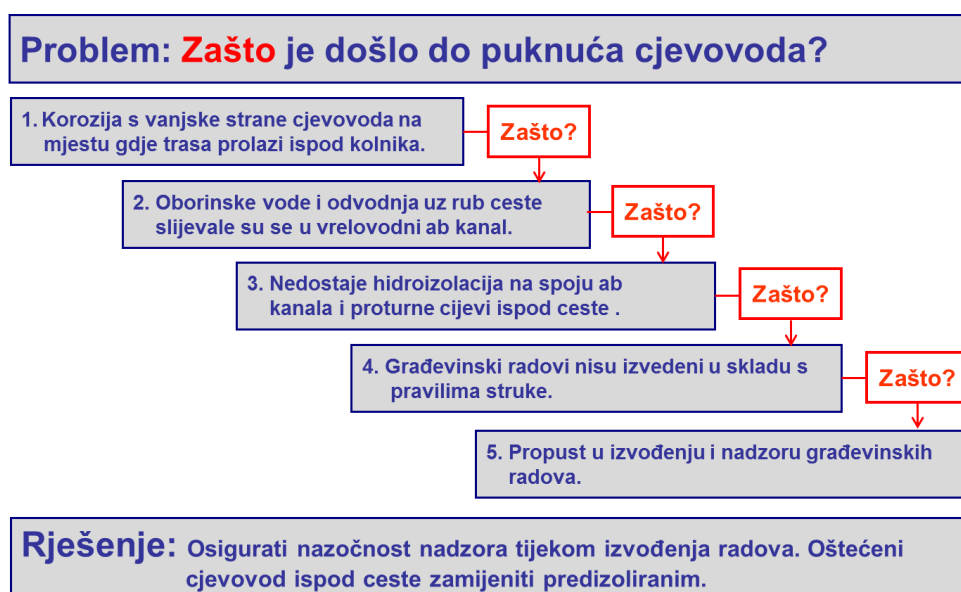 Problem: Zašto je došlo do puknuća cjevovoda?
1. Korozija s vanjske strane cjevovoda na
mjestu gdje trasa prolazi ispod kolnika.
Zašto?
2. Oborinske vode i odvodnja uz rub ceste
slijevale su se u vrelovodni ab kanal.
Zašto?
3. Nedostaje hidroizolacija na spoju ab
kanala i proturne cijevi ispod ceste .
Zašto?
4. Građevinski radovi nisu izvedeni u skladu s
pravilima struke.
Zašto?
5. Propust u izvođenju i nadzoru građevinskih
radova.
Rješenje: Osigurati nazočnost nadzora tijekom izvođenja radova. Oštećeni
cjevovod ispod ceste zamijeniti predizoliranim.